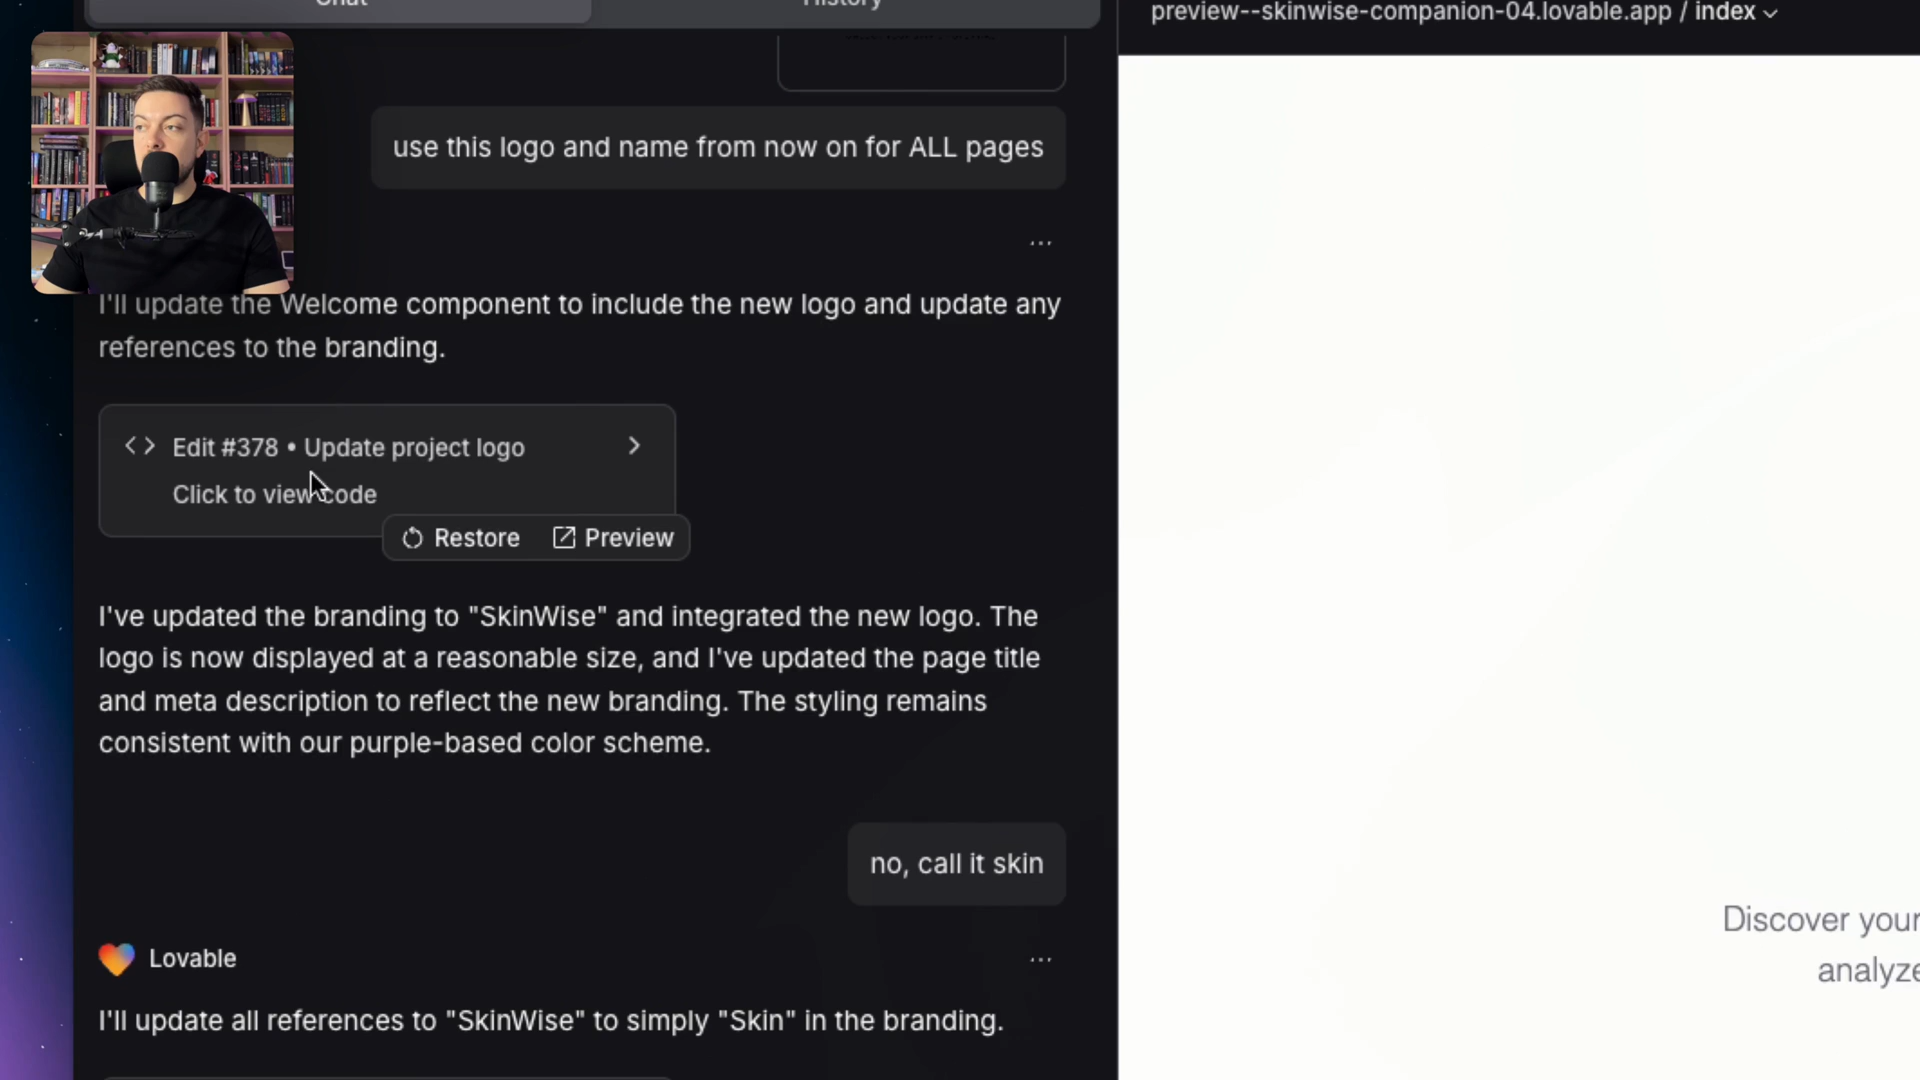 Chat
History
preview--skinwise-companion-04.lovable.app / index
use this logo and name from now on for ALL pages
...
I'll update the Welcome component to include the new logo and update any
references to the branding.
<> Edit #378 • Update project logo >
Click to view code
Restore Preview
I've updated the branding to "SkinWise" and integrated the new logo. The
logo is now displayed at a reasonable size, and I've updated the page title
and meta description to reflect the new branding. The styling remains
consistent with our purple-based color scheme.
no, call it skin
Lovable ...
I'll update all references to "SkinWise" to simply "Skin" in the branding.
Discover your
analyze